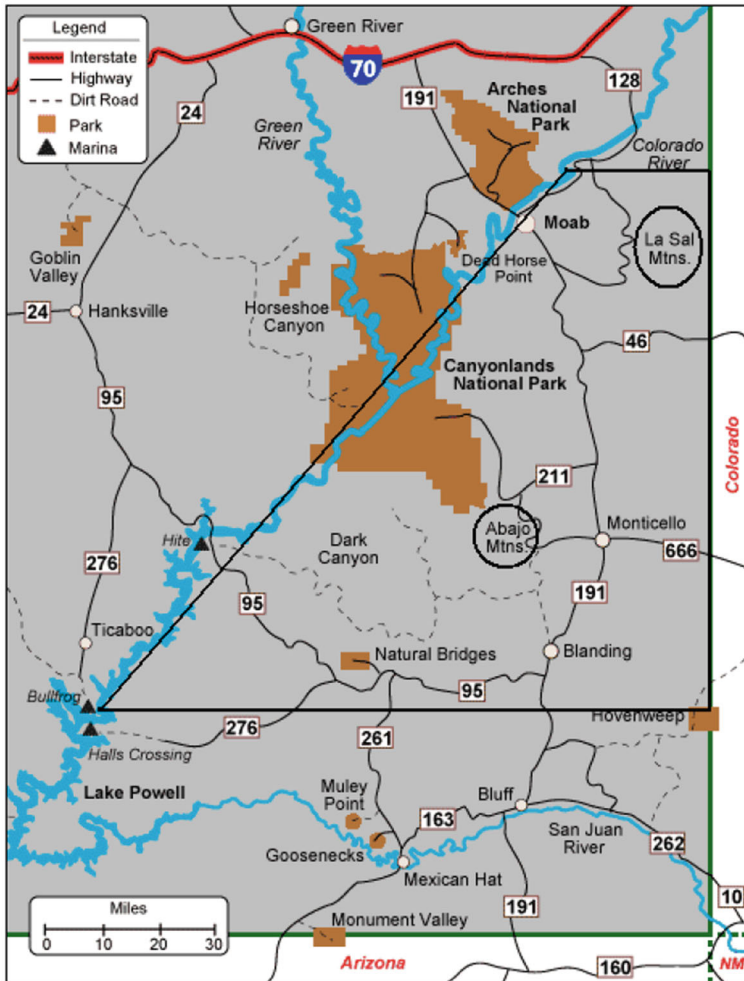 Legend
Interstate
Highway
Dirt Road
Park
Marina
Green River
70
128
24
191
Arches
National
Park
Green
River
Colorado
River
Moab
La Sal
Mtns.
Goblin
Valley
Dead Horse
Point
Horseshoe
Canyon
24
Hanksville
46
Canyonlands
National Park
95
Colorado
211
Hite
Dark
Canyon
Abajo
Mtns.
Monticello
666
276
95
191
Ticaboo
Natural Bridges
Blanding
95
Bullfrog
Hovenweep
276
261
Halls Crossing
Lake Powell
Muley
Point
Bluff
163
San Juan
River
262
Goosenecks
Mexican Hat
10
191
Miles
0 10 20 30
Monument Valley
Arizona
160
NM